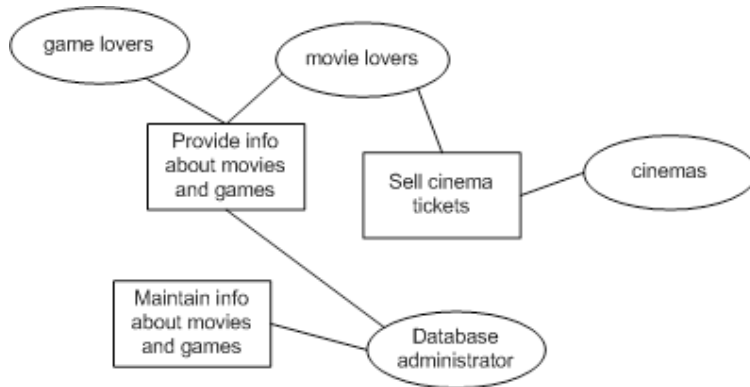 game lovers
movie lovers
Provide info
about movies
and games
Sell cinema
tickets
cinemas
Maintain info
about movies
and games
Database
administrator